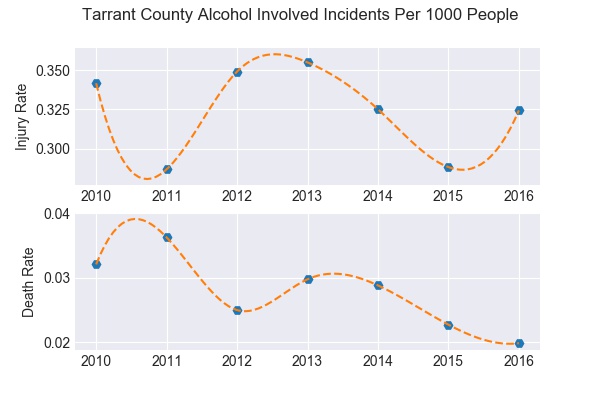 Tarrant County Alcohol Involved Incidents Per 1000 People
Injury Rate
0.350
0.325
0.300
2010 2011 2012 2013 2014 2015 2016
Death Rate
0.04
0.03
0.02
2010 2011 2012 2013 2014 2015 2016